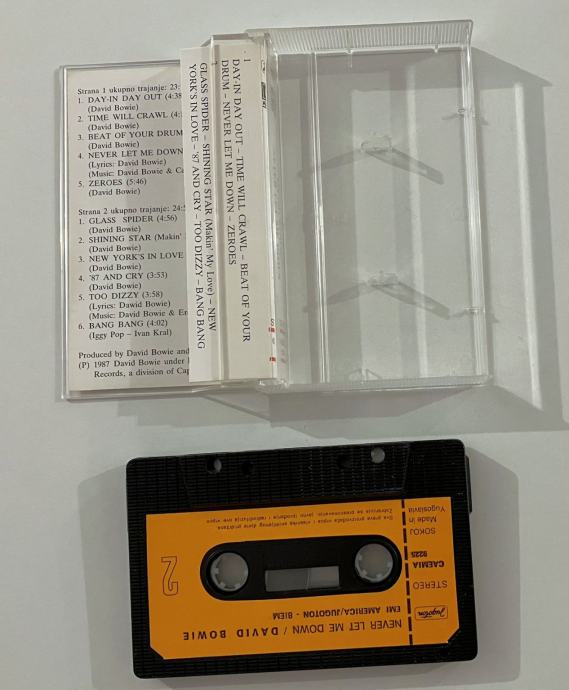 Strana 1 ukupno trajanje: 23:
1. DAY-IN DAY OUT (4:38
(David Bowie)
2. TIME WILL CRAWL (4:
(David Bowie)
3. BEAT OF YOUR DRUM
(David Bowie)
4. NEVER LET ME DOWN
(Lyrics: David Bowie)
(Music: David Bowie & Ca
5. ZEROES (5:46)
(David Bowie)
Strana 2 ukupno trajanje: 24:5
1. GLASS SPIDER (4:56)
(David Bowie)
2. SHINING STAR (Makin'
(David Bowie)
3. NEW YORK'S IN LOVE
(David Bowie)
4. '87 AND CRY (3:53)
(David Bowie)
5. TOO DIZZY (3:58)
(Lyrics: Dawid Bowie)
(Music: David Bowie & Er
6. BANG BANG (4:02)
(Iggy Pop – Ivan Kral)
Produced by David Bowie and
(P) 1987 David Bowie under
Records, a division of Cap
1
DAY-IN DAY OUT – TIME WILL CRAWL – BEAT OF YOUR
DRUM – NEVER LET ME DOWN – ZEROES
2
GLASS SPIDER – SHINING STAR (Makin' My Love) – NEW
YORK'S IN LOVE – '87 AND CRY – TOO DIZZY – BANG BANG
NEVER LET ME DOWN / DAVID BOWIE
EMI AMERICA/JUGOTON - BIEM
Jugoton
STEREO
CAEMIA
9225
SOKOJ
Made in
Yugoslavia
2